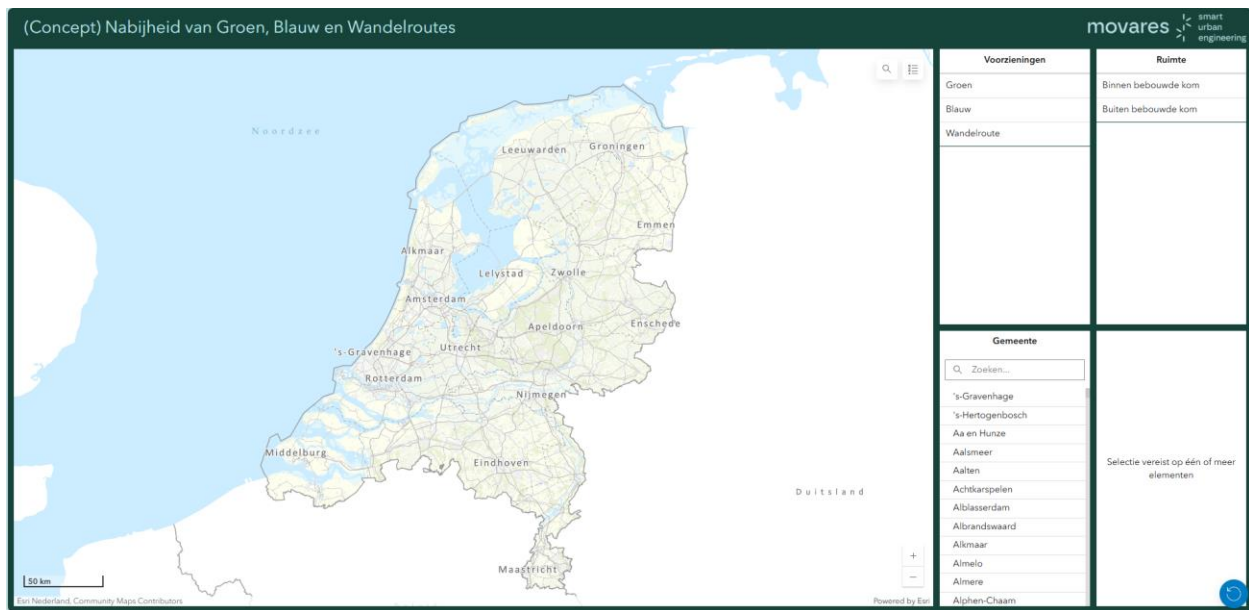 (Concept) Nabijheid van Groen, Blauw en Wandelroutes
movares
smart
urban
engineering
Noordzee
Leeuwarden
Groningen
Emmen
Alkmaar
Lelystad
Zwolle
Amsterdam
Apeldoorn
Enschede
's-Gravenhage
Utrecht
Rotterdam
Nijmegen
Middelburg
Eindhoven
Duitsland
Maastricht
50 km
Esri Nederland, Community Maps Contributors
Powered by Esri
+
−
Voorzieningen
Groen
Blauw
Wandelroute
Ruimte
Binnen bebouwde kom
Buiten bebouwde kom
Gemeente
Zoeken...
's-Gravenhage
's-Hertogenbosch
Aa en Hunze
Aalsmeer
Aalten
Achtkarspelen
Alblasserdam
Albrandswaard
Alkmaar
Almelo
Almere
Alphen-Chaam
Selectie vereist op één of meer
elementen